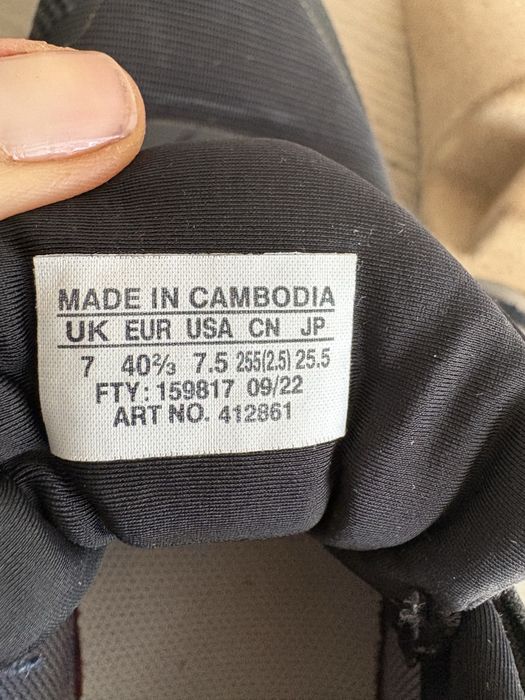 MADE IN CAMBODIA
UK EUR USA CN JP
7 40⅔ 7.5 255(2.5) 25.5
FTY: 159817 09/22
ART NO. 412861